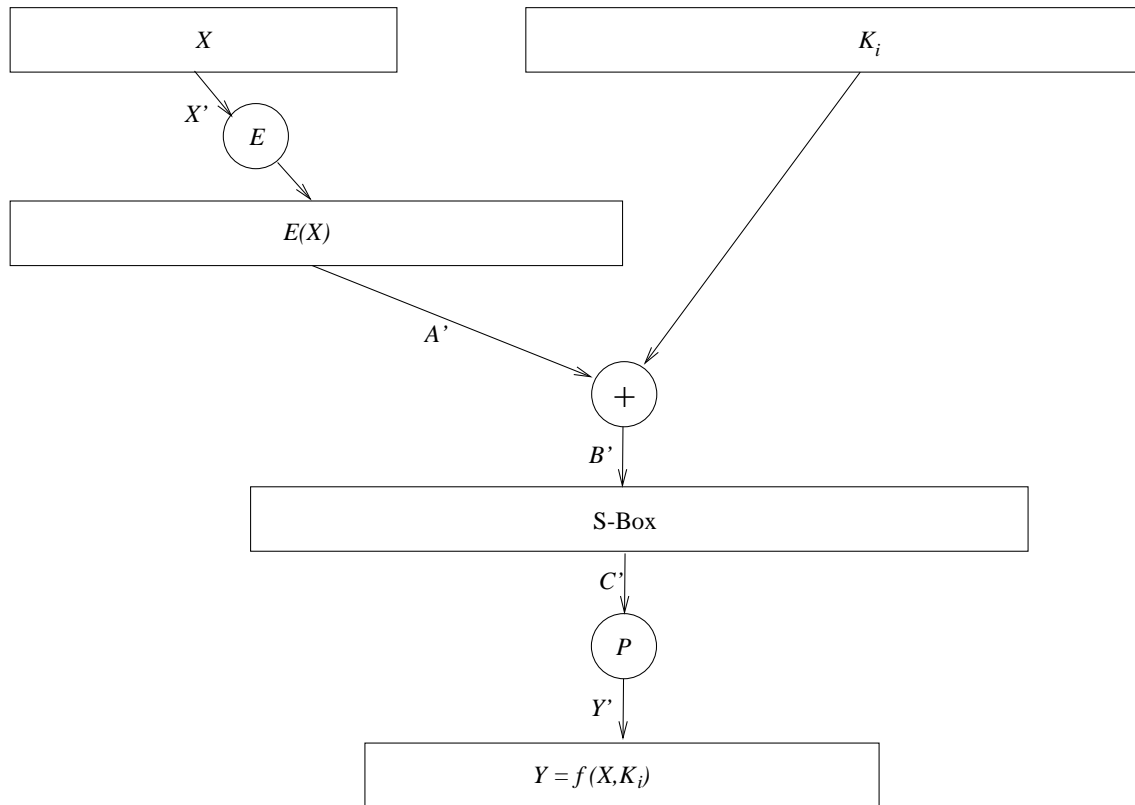 X
K_i
X'
E
E(X)
A'
+
B'
S-Box
C'
P
Y'
Y = f (X,K_i)